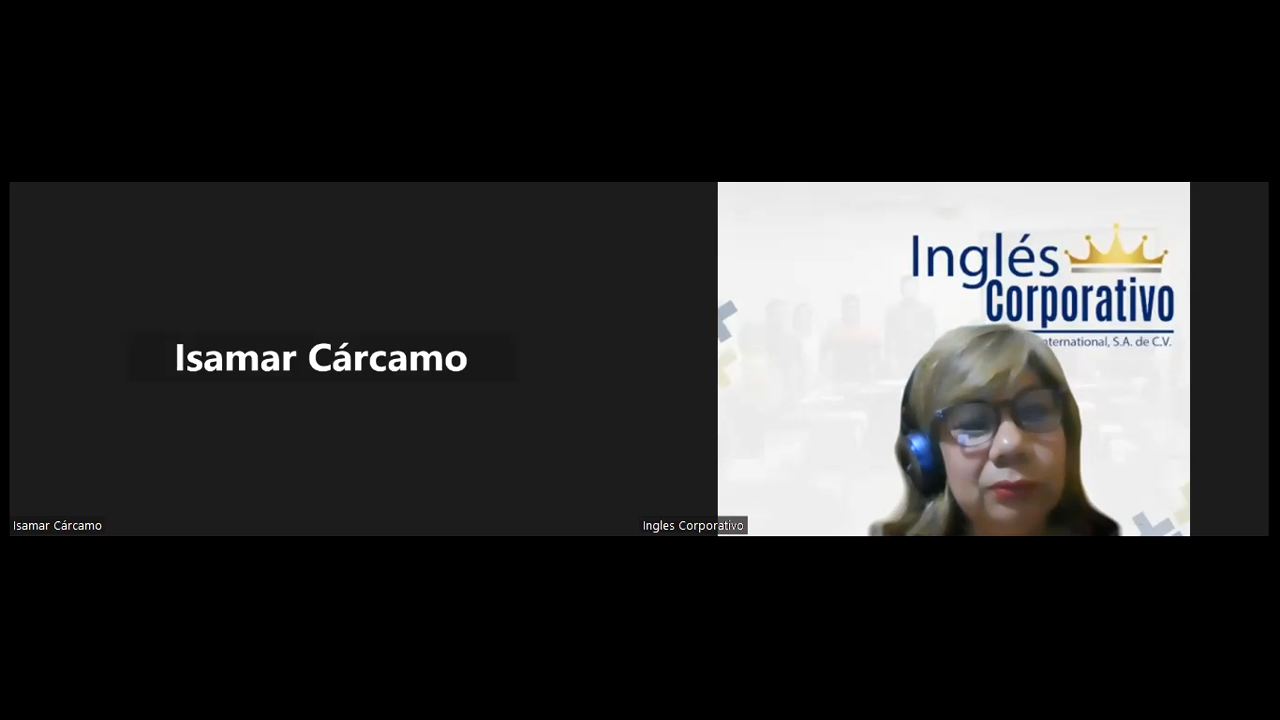 Isamar Cárcamo
Isamar Cárcamo
Ingles Corporativo
Inglés
Corporativo
International, S.A. de C.V.